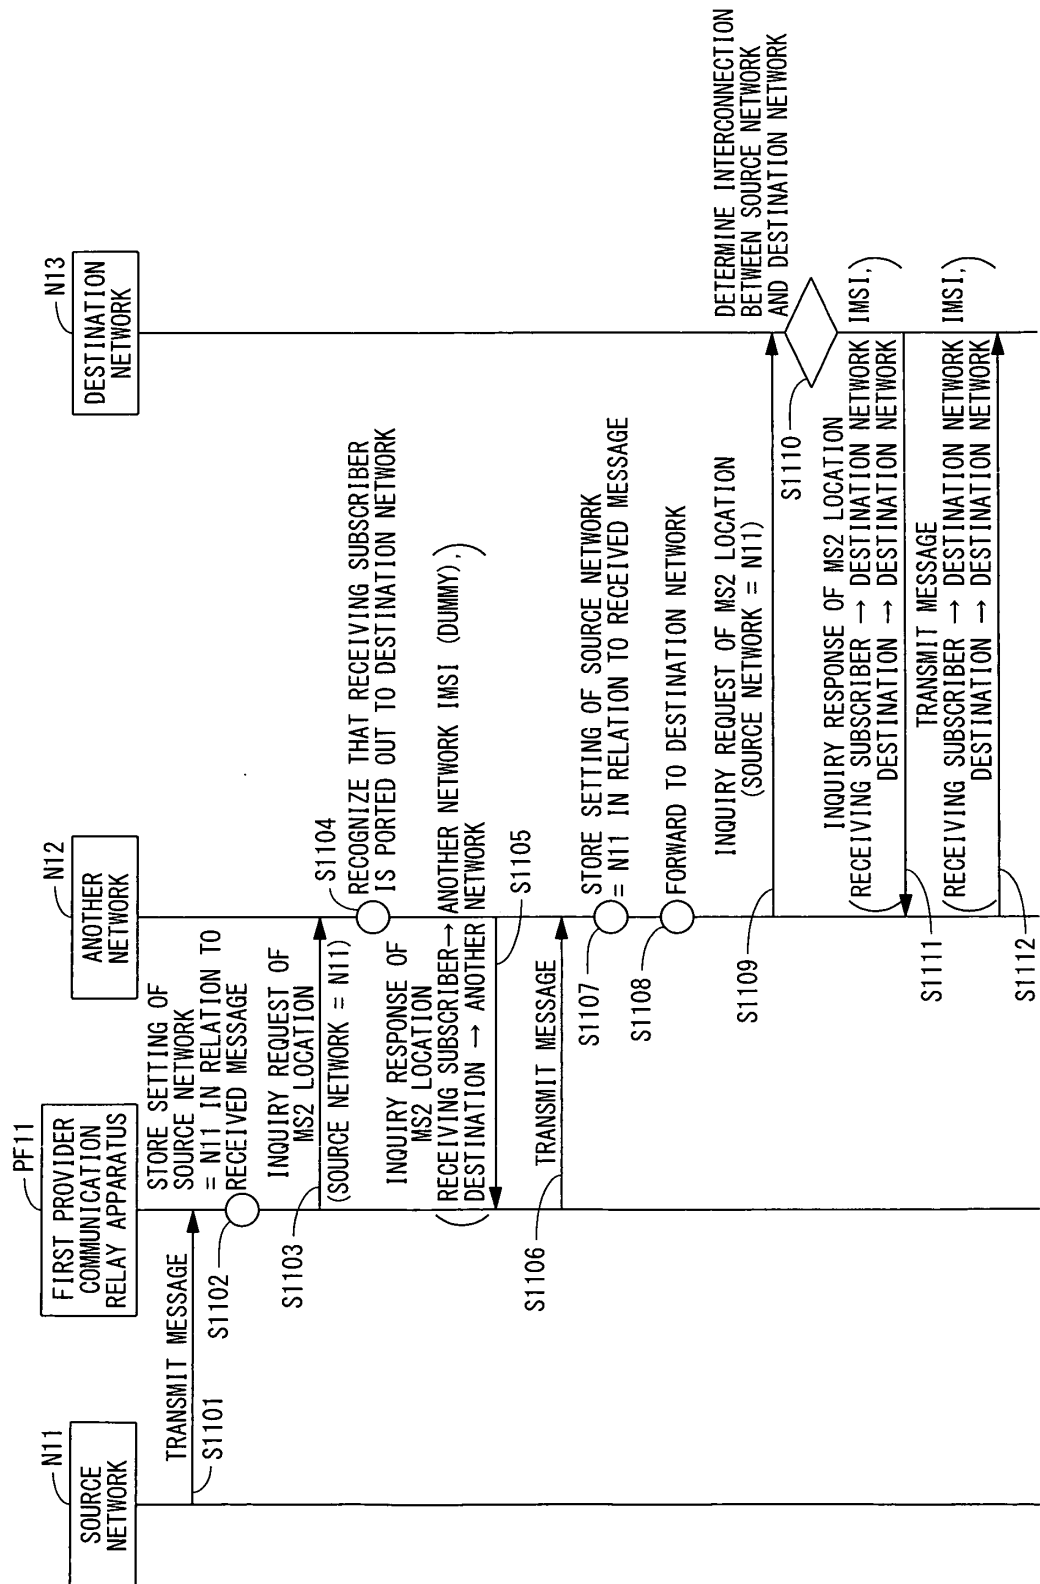 N11
SOURCE
NETWORK
PF11
FIRST PROVIDER
COMMUNICATION
RELAY APPARATUS
N12
ANOTHER
NETWORK
N13
DESTINATION
NETWORK
TRANSMIT MESSAGE
S1101
STORE SETTING OF
SOURCE NETWORK
= N11 IN RELATION TO
RECEIVED MESSAGE
S1102
INQUIRY REQUEST OF
MS2 LOCATION
(SOURCE NETWORK = N11)
S1103
S1104
RECOGNIZE THAT RECEIVING SUBSCRIBER
IS PORTED OUT TO DESTINATION NETWORK
INQUIRY RESPONSE OF
MS2 LOCATION
(RECEIVING SUBSCRIBER → ANOTHER NETWORK IMSI (DUMMY),
DESTINATION → ANOTHER NETWORK)
S1105
TRANSMIT MESSAGE
S1106
STORE SETTING OF SOURCE NETWORK
= N11 IN RELATION TO RECEIVED MESSAGE
S1107
FORWARD TO DESTINATION NETWORK
S1108
INQUIRY REQUEST OF MS2 LOCATION
(SOURCE NETWORK = N11)
S1109
DETERMINE INTERCONNECTION
BETWEEN SOURCE NETWORK
AND DESTINATION NETWORK
S1110
INQUIRY RESPONSE OF MS2 LOCATION
(RECEIVING SUBSCRIBER → DESTINATION NETWORK IMSI,
DESTINATION → DESTINATION NETWORK)
S1111
TRANSMIT MESSAGE
(RECEIVING SUBSCRIBER → DESTINATION NETWORK IMSI,
DESTINATION → DESTINATION NETWORK)
S1112